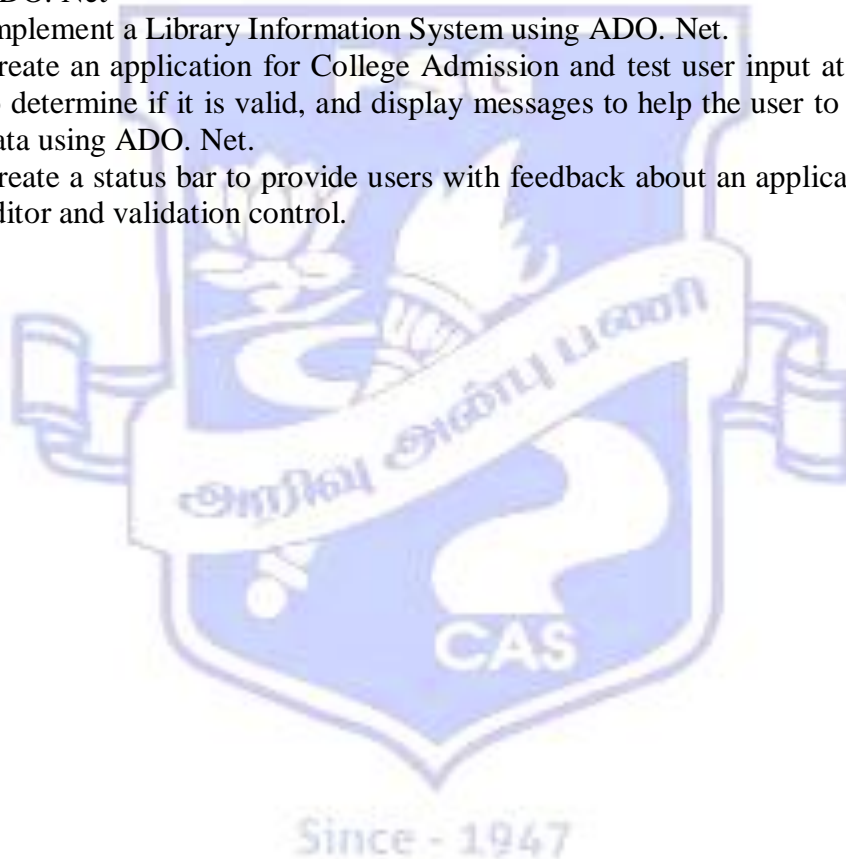 ADO. Net
mplement a Library Information System using ADO. Net.
reate an application for College Admission and test user input at
determine if it is valid, and display messages to help the user to
ata using ADO. Net.
reate a status bar to provide users with feedback about an applica
ditor and validation control.
PSG
அறிவு அன்பு பணி
CAS
Since - 1947